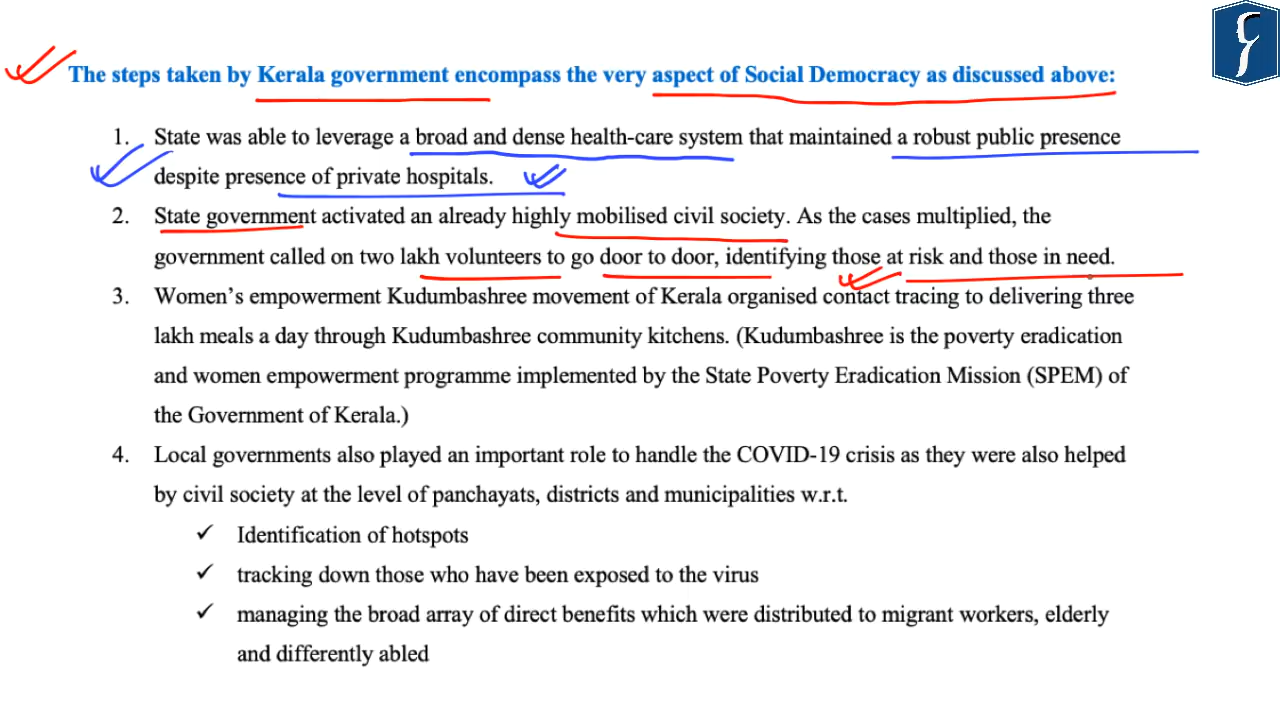 The steps taken by Kerala government encompass the very aspect of Social Democracy as discussed above:
1. State was able to leverage a broad and dense health-care system that maintained a robust public presence
despite presence of private hospitals.
2. State government activated an already highly mobilised civil society. As the cases multiplied, the
government called on two lakh volunteers to go door to door, identifying those at risk and those in need.
3. Women’s empowerment Kudumbashree movement of Kerala organised contact tracing to delivering three
lakh meals a day through Kudumbashree community kitchens. (Kudumbashree is the poverty eradication
and women empowerment programme implemented by the State Poverty Eradication Mission (SPEM) of
the Government of Kerala.)
4. Local governments also played an important role to handle the COVID-19 crisis as they were also helped
by civil society at the level of panchayats, districts and municipalities w.r.t.
✓ Identification of hotspots
✓ tracking down those who have been exposed to the virus
✓ managing the broad array of direct benefits which were distributed to migrant workers, elderly
and differently abled